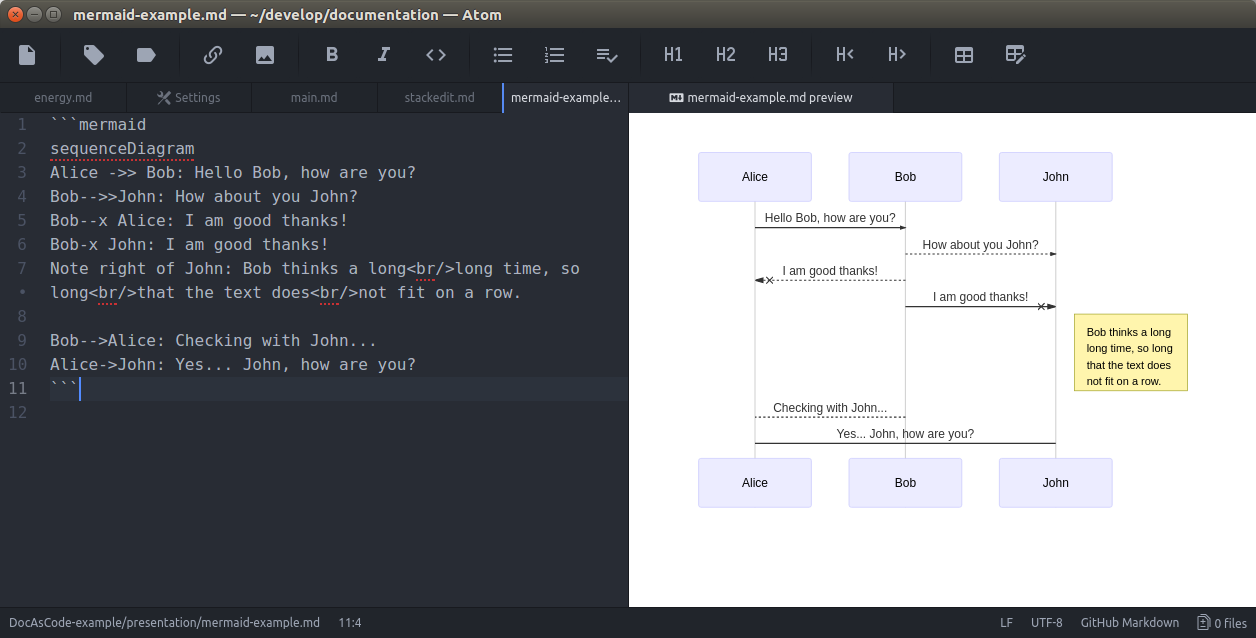 mermaid-example.md — ~/develop/documentation — Atom
B I <> H1 H2 H3 H< H>
energy.md Settings main.md stackedit.md mermaid-example… mermaid-example.md preview
1 ```mermaid
2 sequenceDiagram
3 Alice ->> Bob: Hello Bob, how are you?
4 Bob-->>John: How about you John?
5 Bob--x Alice: I am good thanks!
6 Bob-x John: I am good thanks!
7 Note right of John: Bob thinks a long<br/>long time, so
• long<br/>that the text does<br/>not fit on a row.
8
9 Bob-->Alice: Checking with John...
10 Alice->John: Yes... John, how are you?
11 ```
12
Alice Bob John
Hello Bob, how are you?
How about you John?
I am good thanks!
I am good thanks!
Bob thinks a long
long time, so long
that the text does
not fit on a row.
Checking with John...
Yes... John, how are you?
Alice Bob John
DocAsCode-example/presentation/mermaid-example.md 11:4 LF UTF-8 GitHub Markdown 0 files